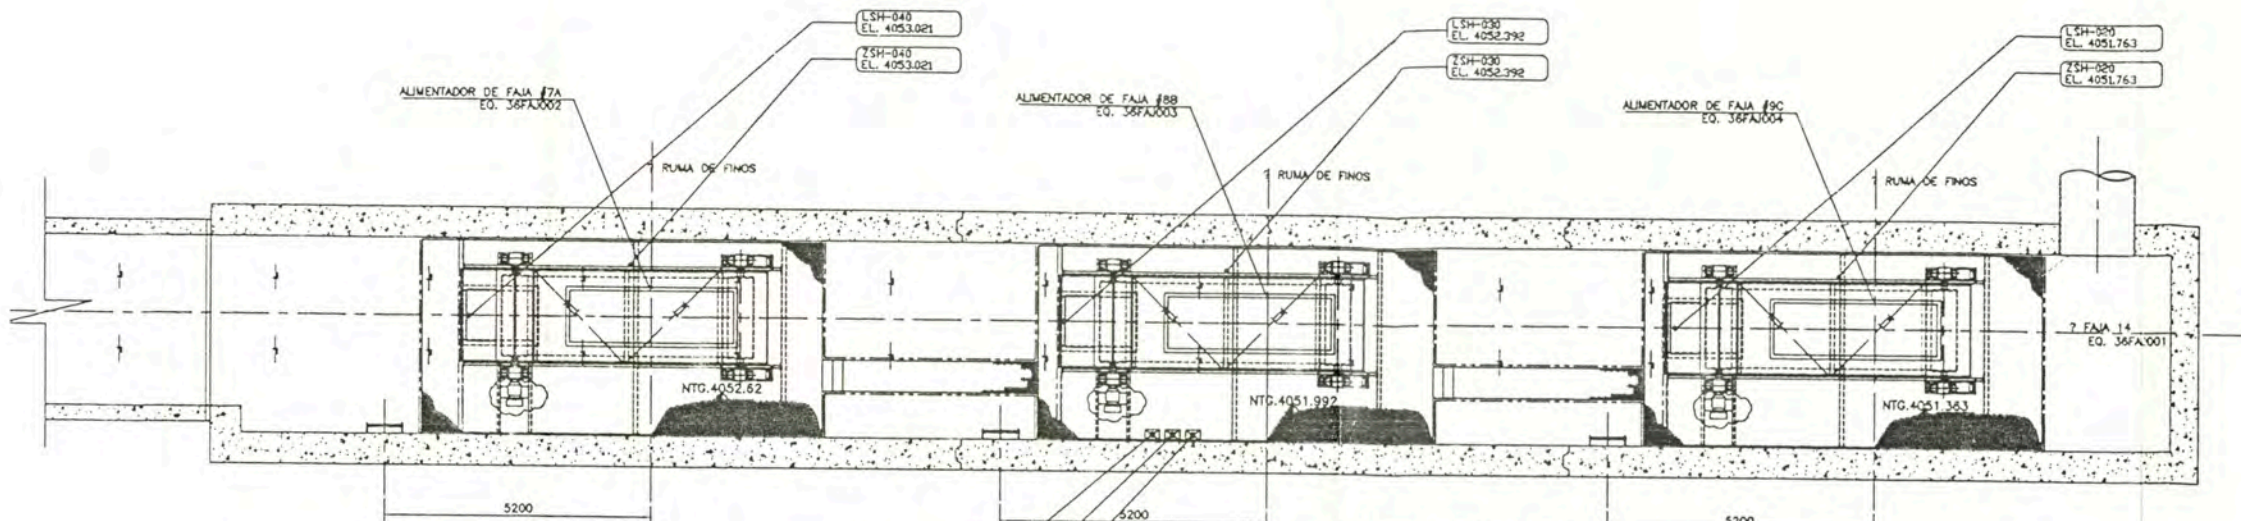 LSH-040
EL. 4053.021
ZSH-040
EL. 4053.021
ALIMENTADOR DE FAJA #7A
EQ. 36FAJ002
? RUMA DE FINOS
LSH-030
EL. 4052.392
ZSH-030
EL. 4052.392
ALIMENTADOR DE FAJA #8B
EQ. 36FAJ003
? RUMA DE FINOS
LSH-020
EL. 4051.763
ZSH-020
EL. 4051.763
ALIMENTADOR DE FAJA #9C
EQ. 36FAJ004
? RUMA DE FINOS
? FAJA 14
EQ. 36FAJ001
NTG.4052.62
NTG.4051.992
NTG.4051.363
5200
5200
5200